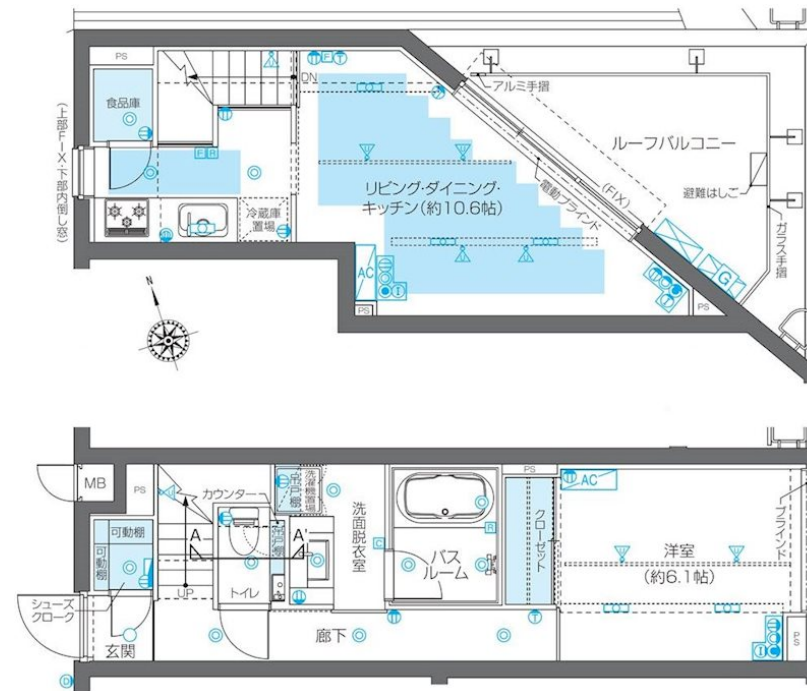 PS
食品庫
DN
F
T
アルミ手摺
ルーフバルコニー
(上部FIX・下部内倒し窓)
F
R
リビング・ダイニング・
キッチン(約10.6帖)
電動ブラインド
(FIX)
避難はしご
ガラス手摺
冷蔵庫
置場
AC
I
G
PS
PS
N
MB
PS
カウンター
吊戸棚
洗濯機置場
PS
AC
ブラインド
可動棚
可動棚
A
A'
吊戸棚
洗面脱衣室
C
R
バス
ルーム
クローゼット
洋室
(約6.1帖)
シューズ
クローク
UP
トイレ
玄関
廊下
T
I
C
PS
D